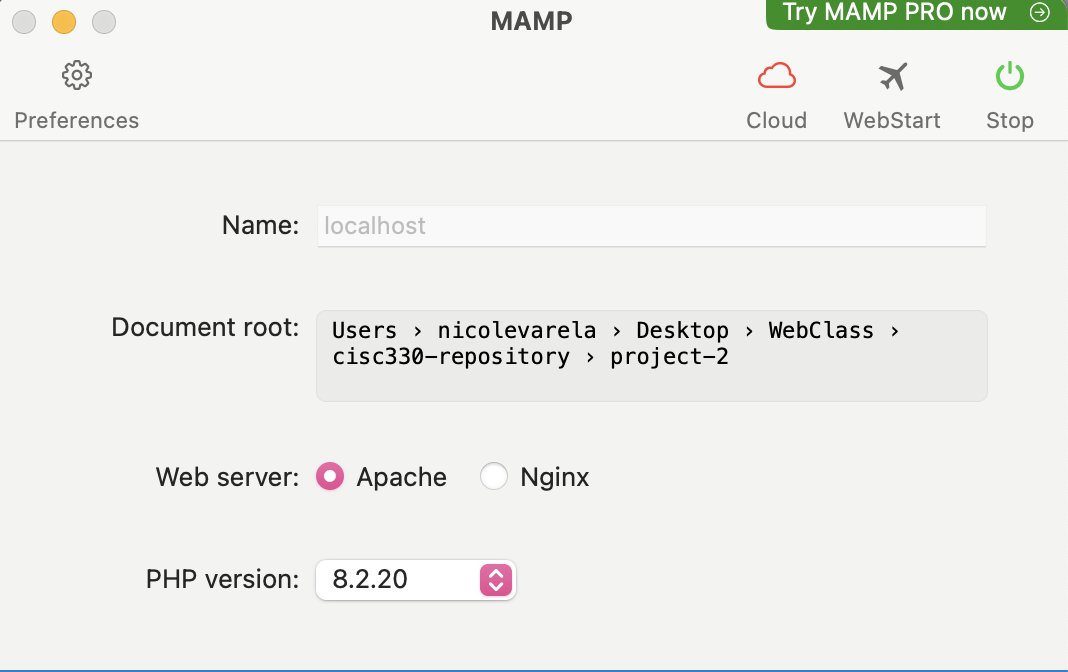 MAMP
Try MAMP PRO now
Preferences
Cloud
WebStart
Stop
Name:
localhost
Document root:
Users › nicolevarela › Desktop › WebClass ›
cisc330-repository › project-2
Web server:
Apache
Nginx
PHP version:
8.2.20